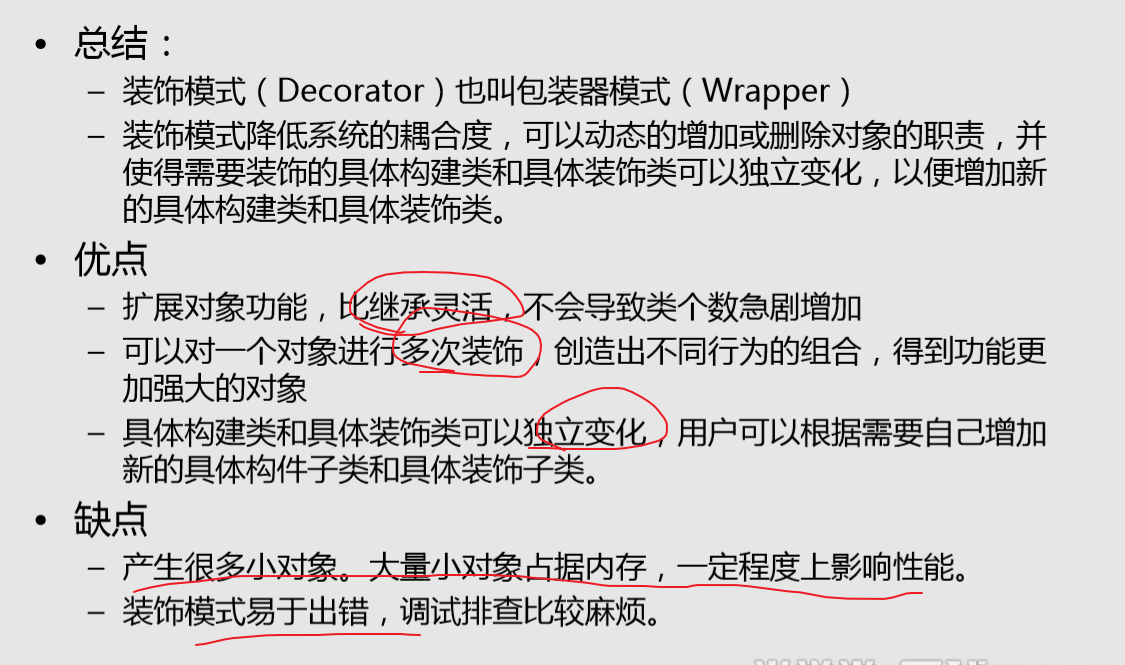 • 总结：
– 装饰模式（Decorator）也叫包装器模式（Wrapper）
– 装饰模式降低系统的耦合度，可以动态的增加或删除对象的职责，并
使得需要装饰的具体构建类和具体装饰类可以独立变化，以便增加新
的具体构建类和具体装饰类。
• 优点
– 扩展对象功能，比继承灵活，不会导致类个数急剧增加
– 可以对一个对象进行多次装饰，创造出不同行为的组合，得到功能更
加强大的对象
– 具体构建类和具体装饰类可以独立变化，用户可以根据需要自己增加
新的具体构件子类和具体装饰子类。
• 缺点
– 产生很多小对象。大量小对象占据内存，一定程度上影响性能。
– 装饰模式易于出错，调试排查比较麻烦。